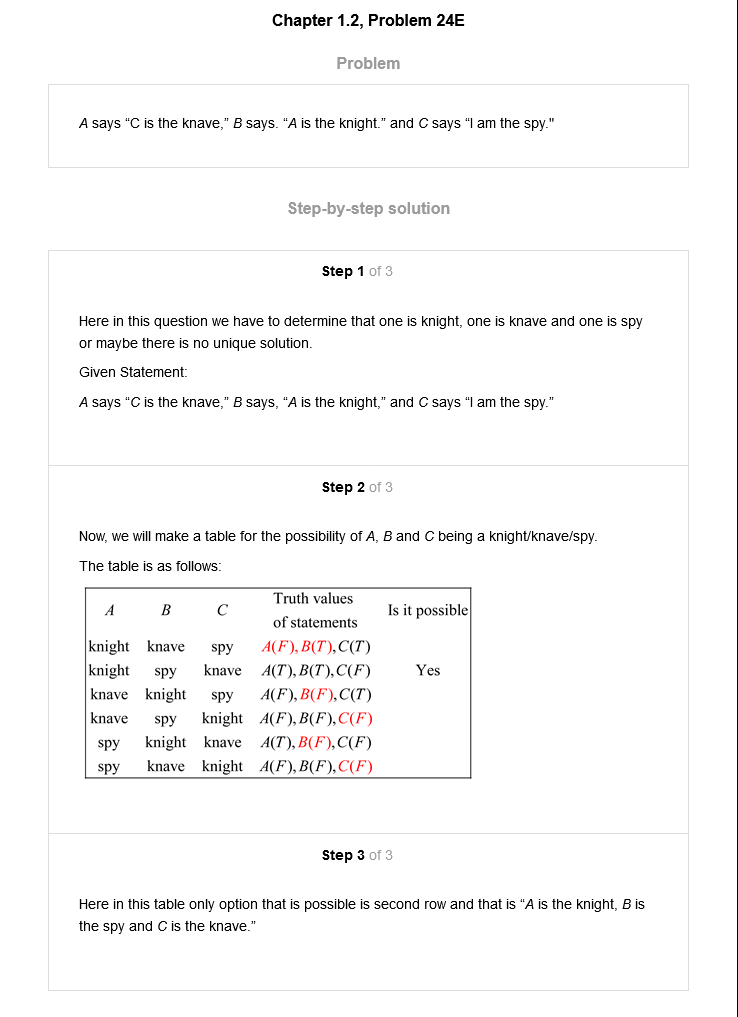 Chapter 1.2, Problem 24E
Problem
A says “C is the knave,” B says. “A is the knight.” and C says “I am the spy."
Step-by-step solution
Step 1 of 3
Here in this question we have to determine that one is knight, one is knave and one is spy
or maybe there is no unique solution.
Given Statement:
A says “C is the knave,” B says, “A is the knight,” and C says “I am the spy.”
Step 2 of 3
Now, we will make a table for the possibility of A, B and C being a knight/knave/spy.
The table is as follows:
A B C Truth values of statements Is it possible
knight knave spy A(F), B(T), C(T)
knight spy knave A(T), B(T), C(F) Yes
knave knight spy A(F), B(F), C(T)
knave spy knight A(F), B(F), C(F)
spy knight knave A(T), B(F), C(F)
spy knave knight A(F), B(F), C(F)
Step 3 of 3
Here in this table only option that is possible is second row and that is “A is the knight, B is
the spy and C is the knave.”